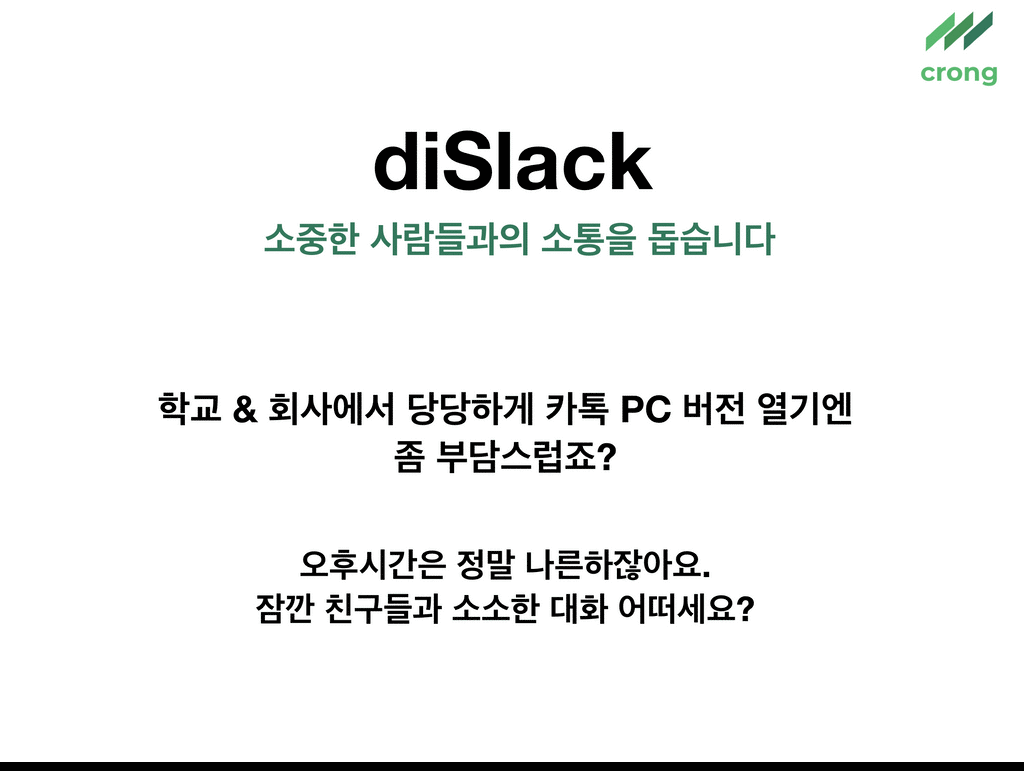 crong
diSlack
소중한 사람들과의 소통을 돕습니다
학교 & 회사에서 당당하게 카톡 PC 버전 열기엔
좀 부담스럽죠?
오후시간은 정말 나른하잖아요.
잠깐 친구들과 소소한 대화 어떠세요?